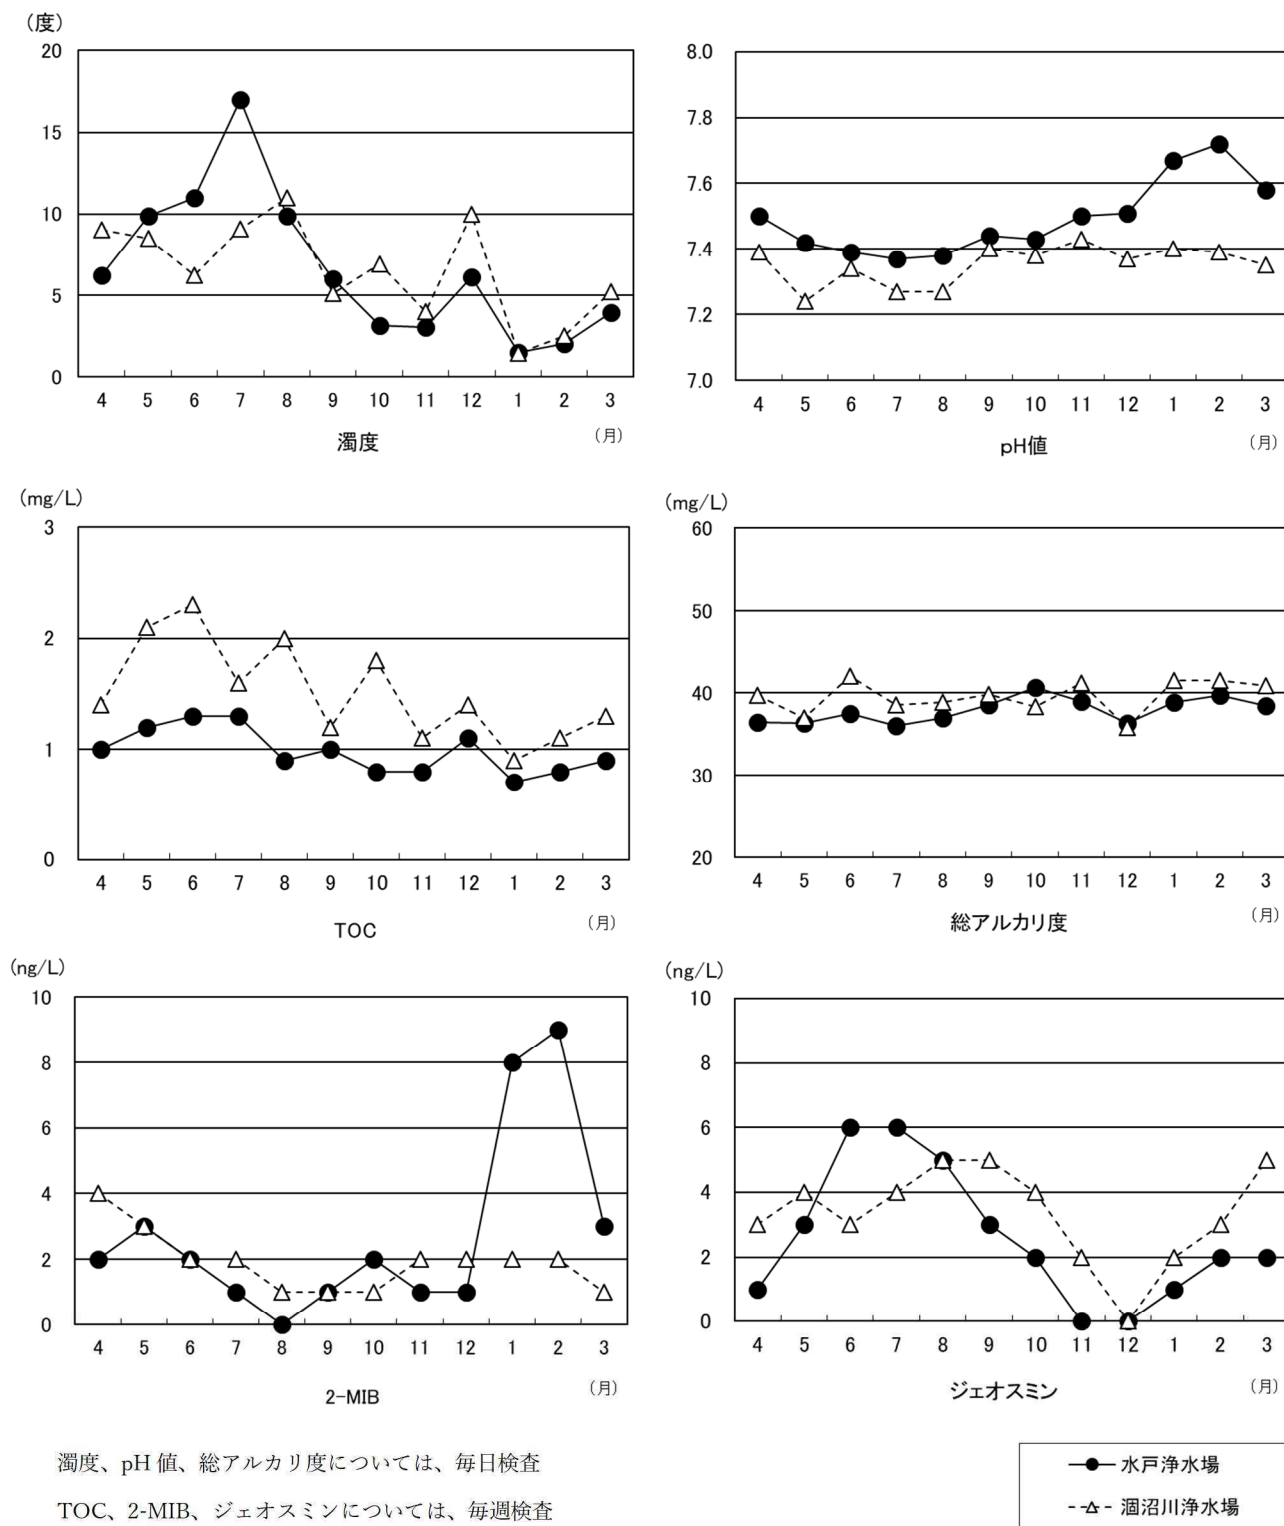 (度)
20
15
10
5
0
4 5 6 7 8 9 10 11 12 1 2 3
濁度
(月)
8.0
7.8
7.6
7.4
7.2
7.0
4 5 6 7 8 9 10 11 12 1 2 3
pH値
(月)
(mg/L)
3
2
1
0
4 5 6 7 8 9 10 11 12 1 2 3
TOC
(月)
(mg/L)
60
50
40
30
20
4 5 6 7 8 9 10 11 12 1 2 3
総アルカリ度
(月)
(ng/L)
10
8
6
4
2
0
4 5 6 7 8 9 10 11 12 1 2 3
2-MIB
(月)
(ng/L)
10
8
6
4
2
0
4 5 6 7 8 9 10 11 12 1 2 3
ジェオスミン
(月)
濁度、pH 値、総アルカリ度については、毎日検査
TOC、2-MIB、ジェオスミンについては、毎週検査
水戸浄水場
涸沼川浄水場